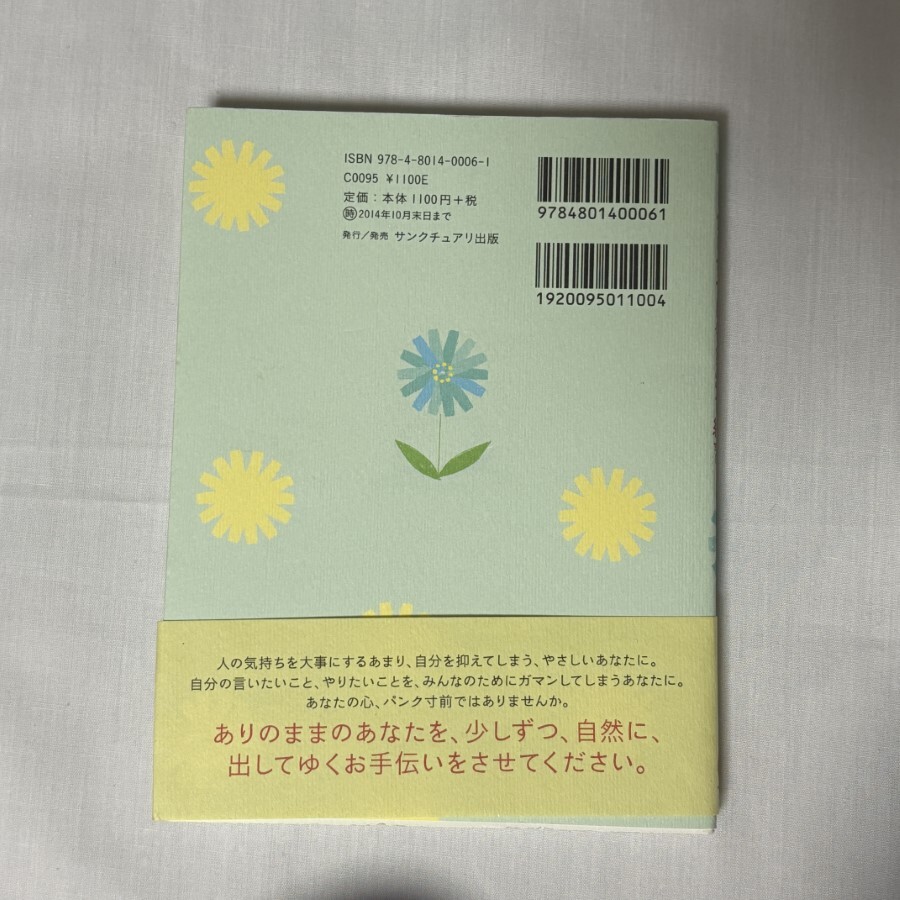 ISBN 978-4-8014-0006-1
C0095 ¥1100E
定価：本体1100円＋税
㊕2014年10月末日まで
発行／発売 サンクチュアリ出版
9784801400061
1920095011004
人の気持ちを大事にするあまり、自分を抑えてしまう、やさしいあなたに。
自分の言いたいこと、やりたいことを、みんなのためにガマンしてしまうあなたに。
あなたの心、パンク寸前ではありませんか。
ありのままのあなたを、少しずつ、自然に、
出してゆくお手伝いをさせてください。